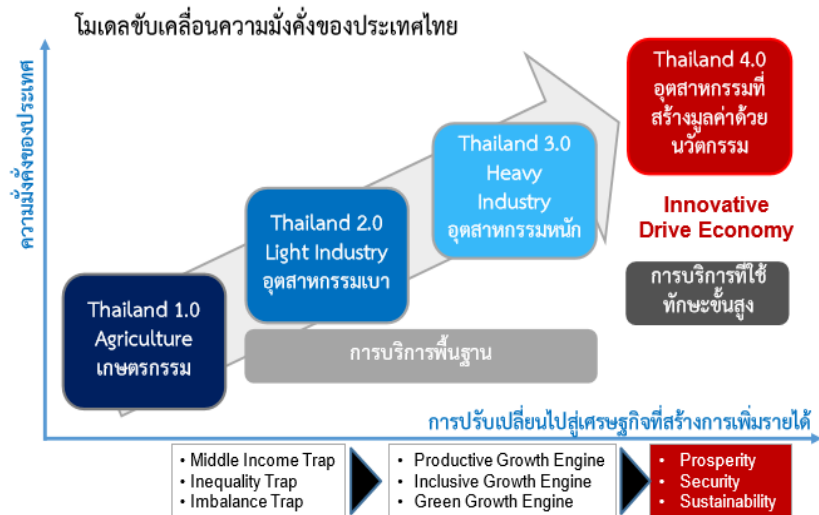 โมเดลขับเคลื่อนความมั่งคั่งของประเทศไทย
ความมั่งคั่งของประเทศ
Thailand 1.0
Agriculture
เกษตรกรรม
Thailand 2.0
Light Industry
อุตสาหกรรมเบา
Thailand 3.0
Heavy
Industry
อุตสาหกรรมหนัก
Thailand 4.0
อุตสาหกรรมที่
สร้างมูลค่าด้วย
นวัตกรรม
Innovative
Drive Economy
การบริการพื้นฐาน
การบริการที่ใช้
ทักษะขั้นสูง
การปรับเปลี่ยนไปสู่เศรษฐกิจที่สร้างการเพิ่มรายได้
• Middle Income Trap
• Inequality Trap
• Imbalance Trap
• Productive Growth Engine
• Inclusive Growth Engine
• Green Growth Engine
• Prosperity
• Security
• Sustainability